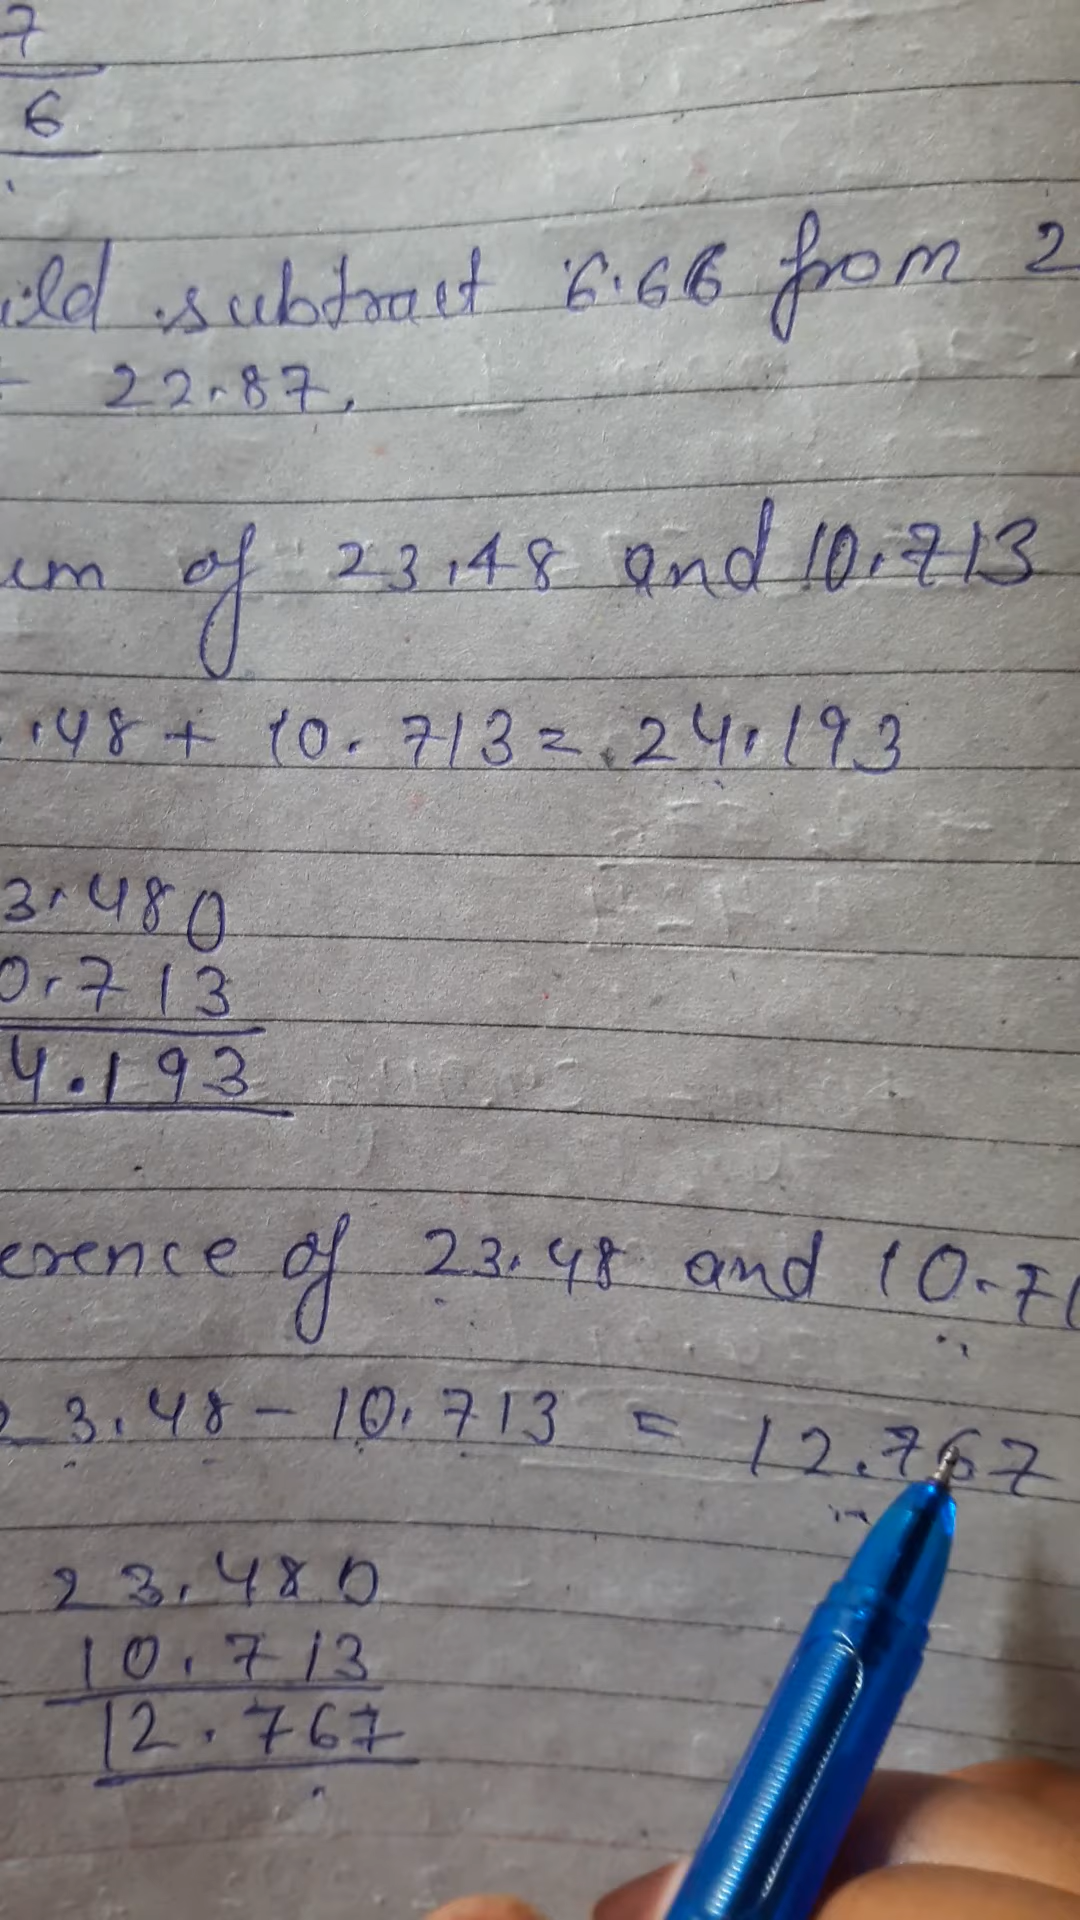 7
6
ild subtract 6.66 from 2
22.87.
um of 23.48 and 10.713
.48 + 10.713 = 24.193
3.480
0.713
4.193
erence of 23.48 and 10.71
23.48 - 10.713 = 12.767
23.480
10.713
12.767